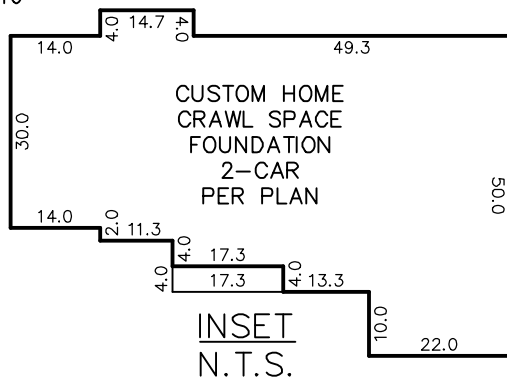 14.7
4.0
4.0
14.0
49.3
CUSTOM HOME
CRAWL SPACE
FOUNDATION
2-CAR
PER PLAN
30.0
50.0
14.0
2.0
11.3
4.0
17.3
4.0
17.3
4.0
13.3
10.0
22.0
INSET
N.T.S.